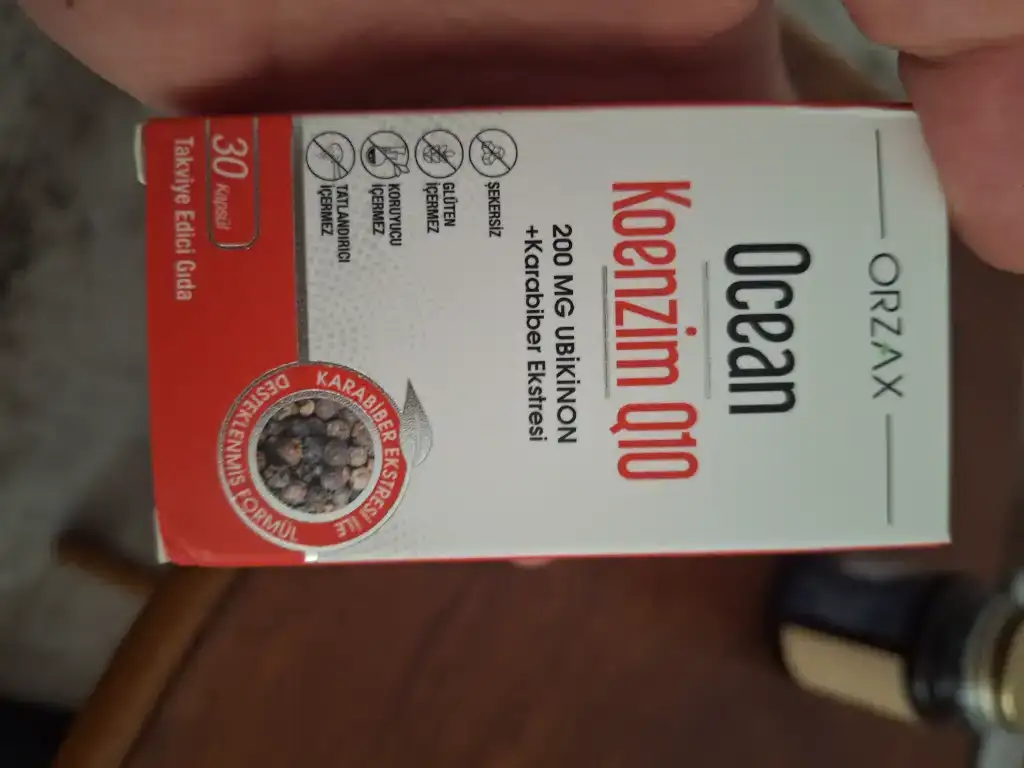 ORZAX
Ocean
Koenzim Q10
200 MG UBİKİNON
+Karabiber Ekstresi
ŞEKERSİZ
GLÜTEN
İÇERMEZ
KORUYUCU
İÇERMEZ
TATLANDIRICI
İÇERMEZ
KARABİBER EKSTRESİ İLE
DESTEKLENMİŞ FORMÜL
30 Kapsül
Takviye Edici Gıda